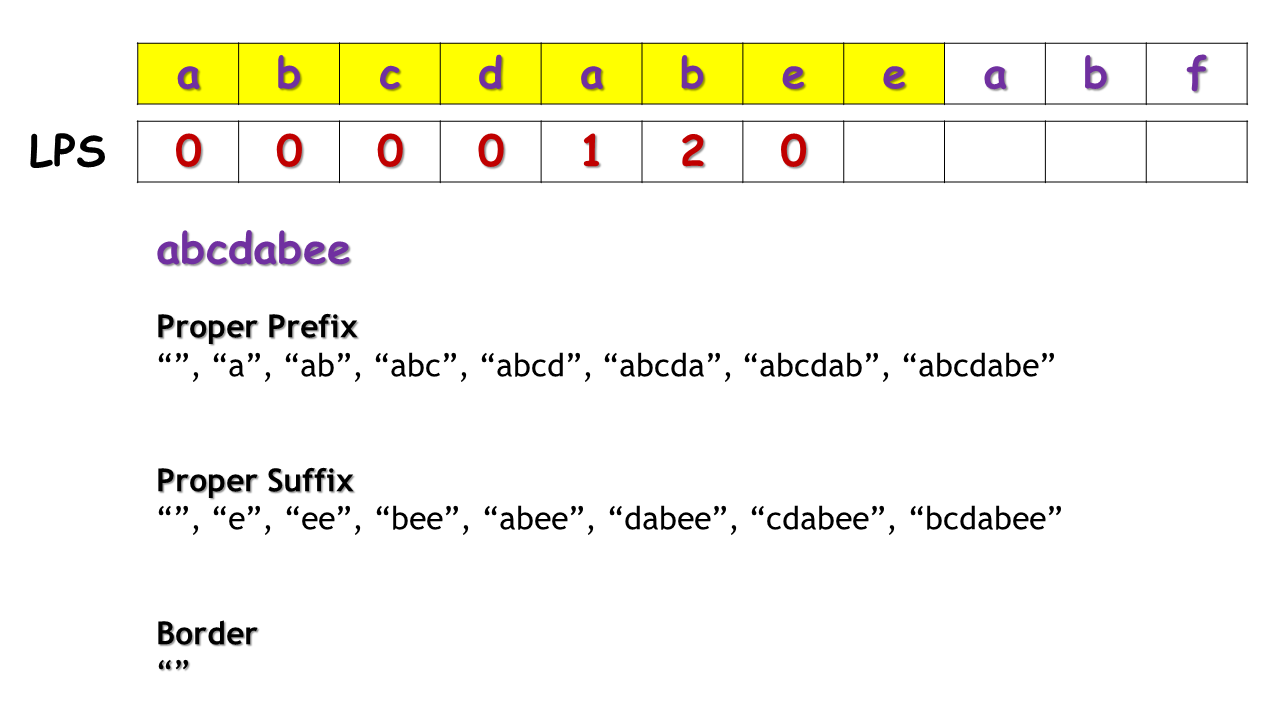 a b c d a b e e a b f
LPS 0 0 0 0 1 2 0
abcdabee
Proper Prefix
“”, “a”, “ab”, “abc”, “abcd”, “abcda”, “abcdab”, “abcdabe”
Proper Suffix
“”, “e”, “ee”, “bee”, “abee”, “dabee”, “cdabee”, “bcdabee”
Border
“”